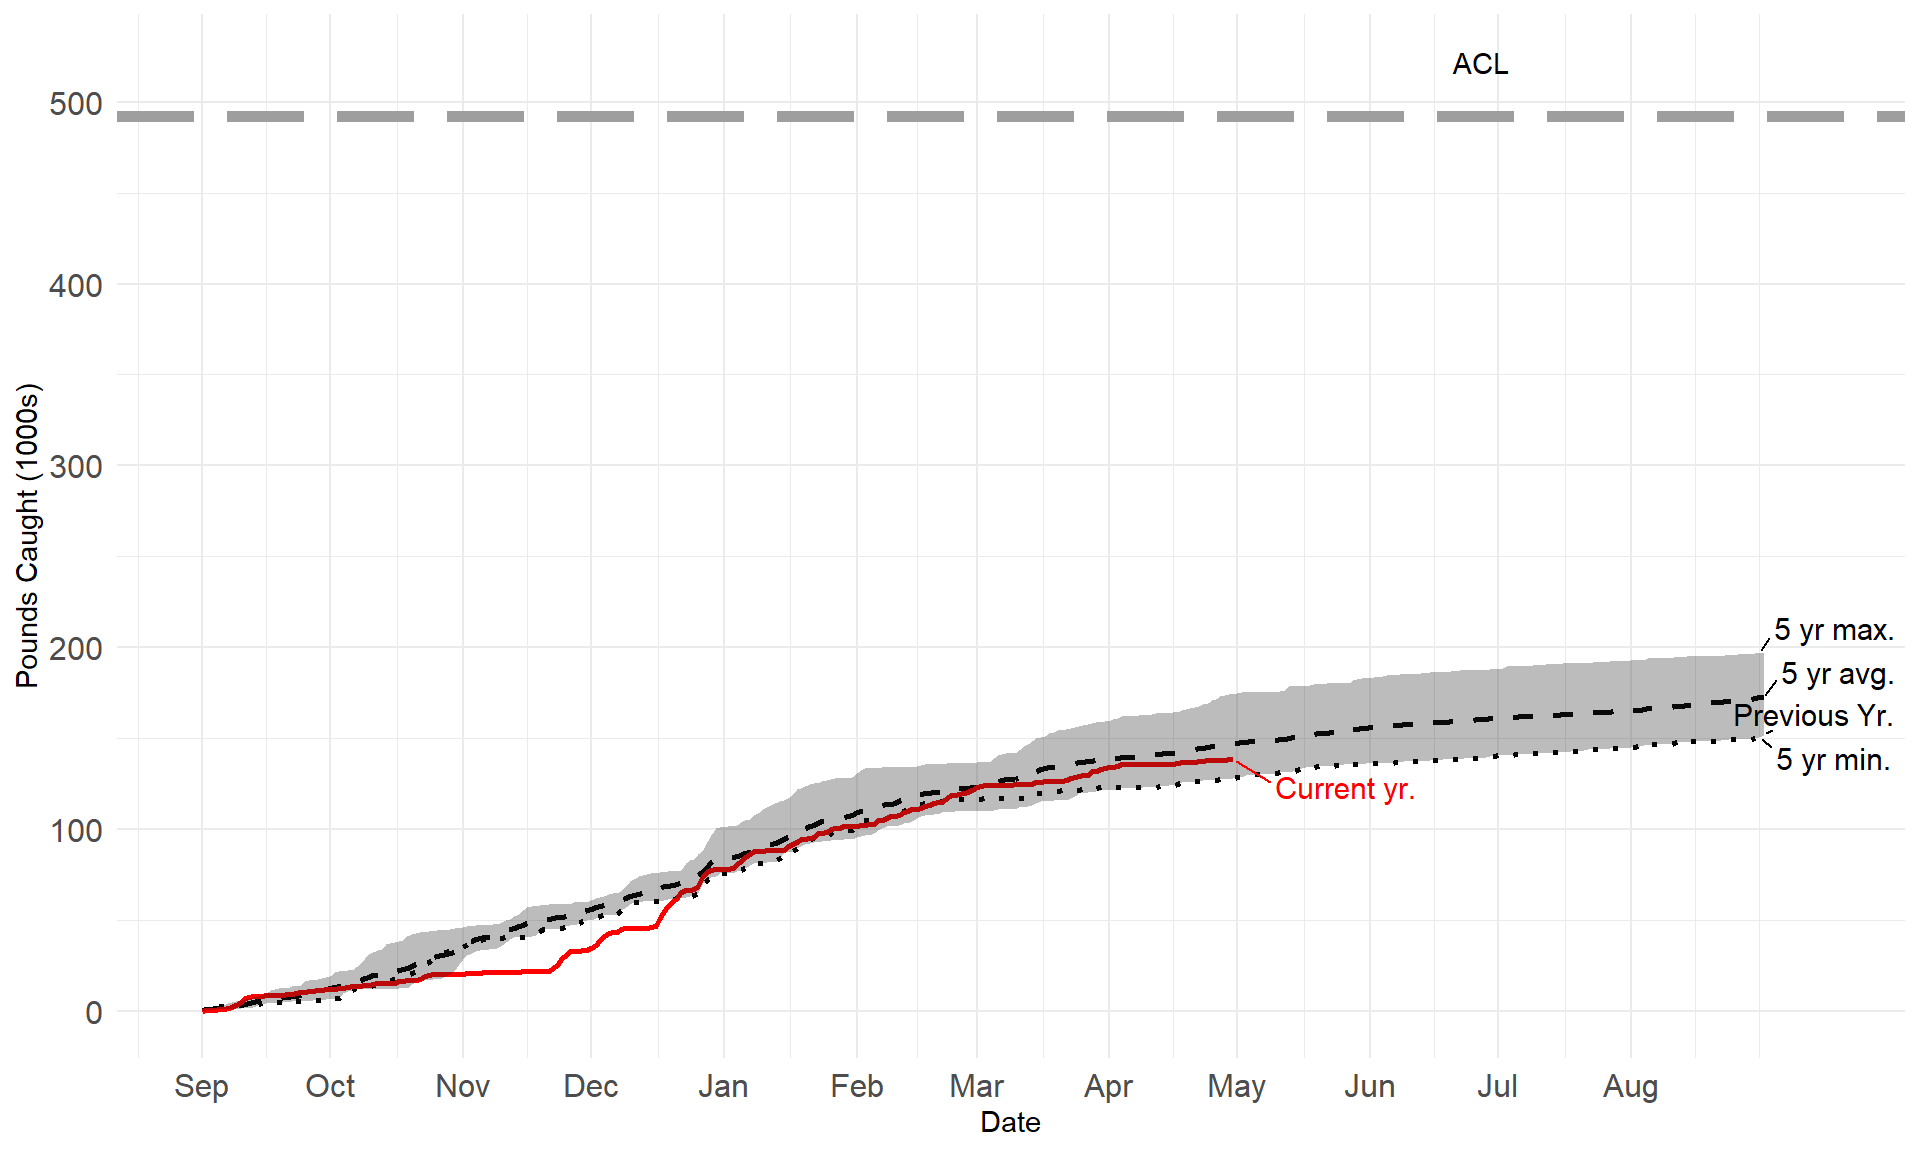 ACL
500
400
300
200
100
0
Pounds Caught (1000s)
5 yr max.
5 yr avg.
Previous Yr.
5 yr min.
Current yr.
Sep Oct Nov Dec Jan Feb Mar Apr May Jun Jul Aug
Date